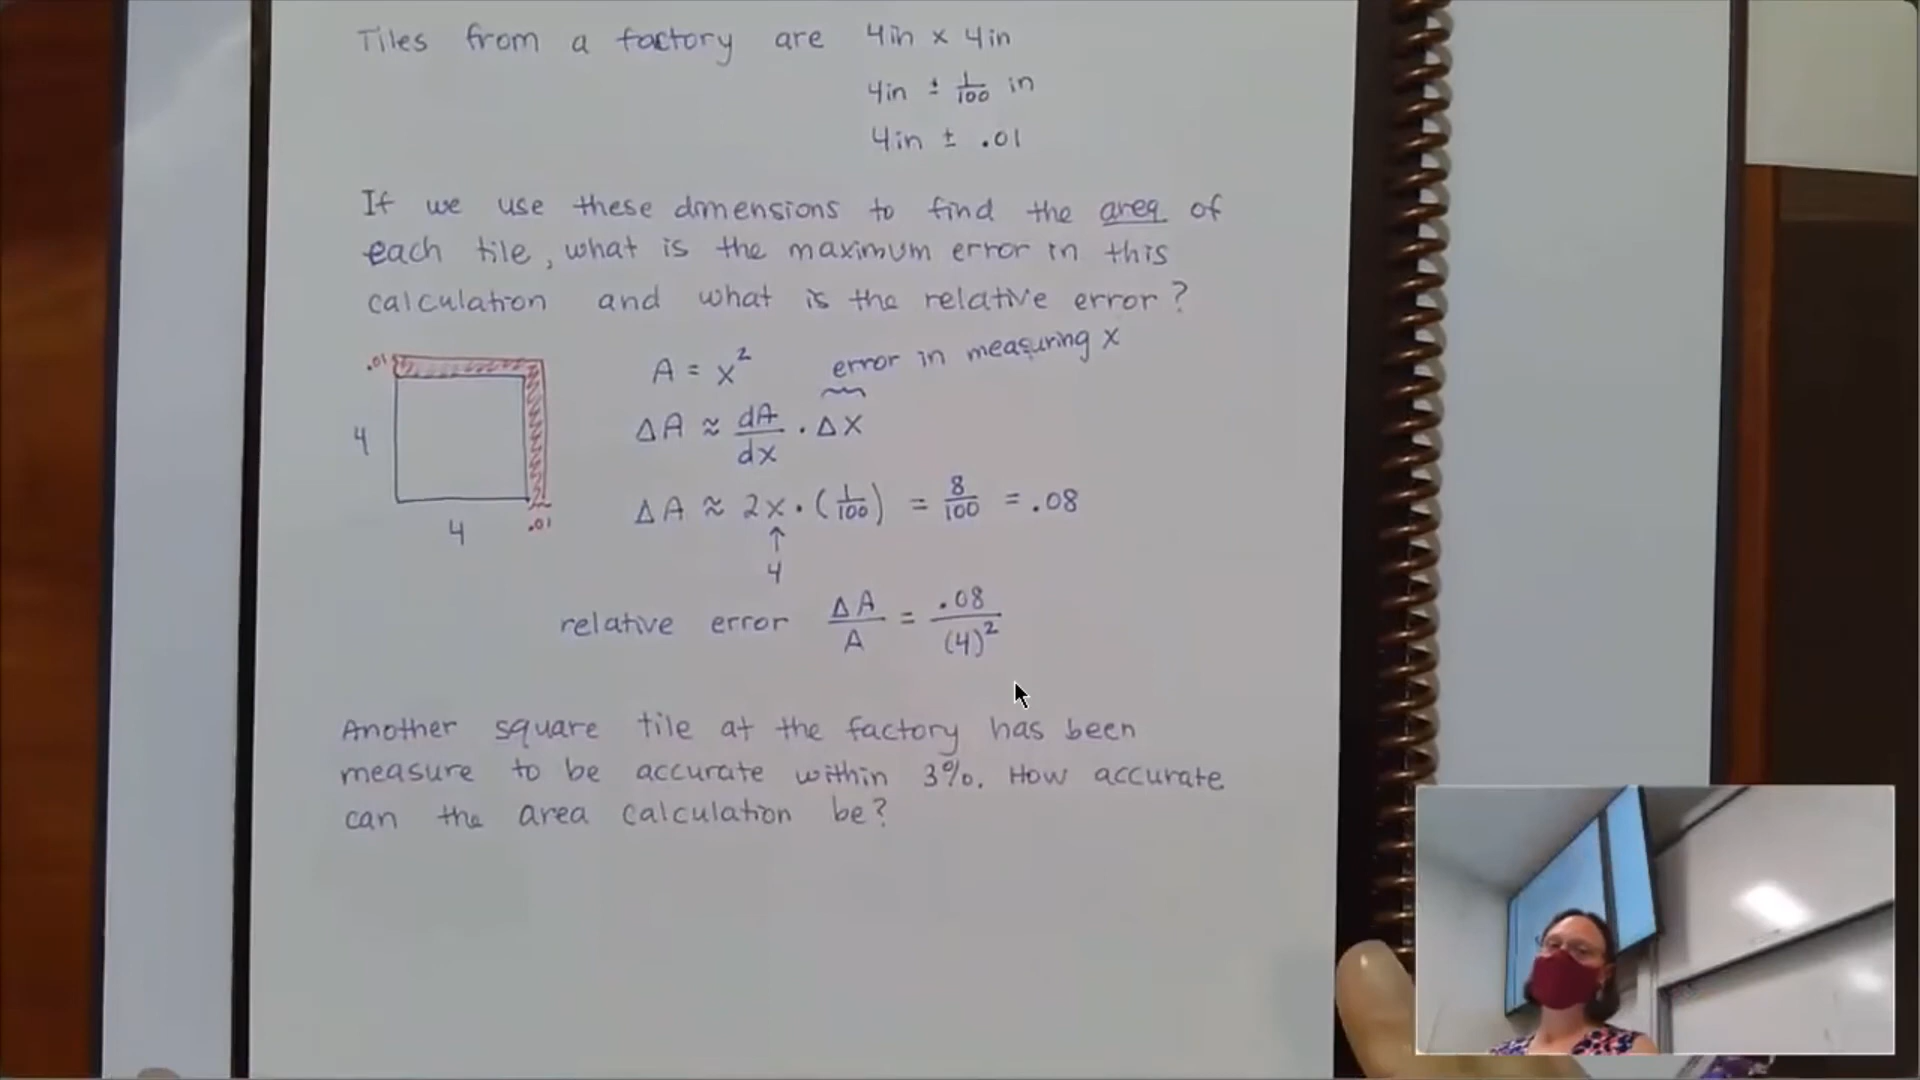 Tiles from a factory are 4in x 4in
4in ± 1/100 in
4in ± .01
If we use these dmensions to find the area of
each tile, what is the maximum error in this
calculation and what is the relative error?
error in measuring x
.01
4
4
.01
A = x²
ΔA ≈ dA/dx · Δx
ΔA ≈ 2x · (1/100) = 8/100 = .08
↑
4
relative error ΔA/A = .08/(4)²
Another square tile at the factory has been
measure to be accurate within 3%. How accurate
can the area calculation be?